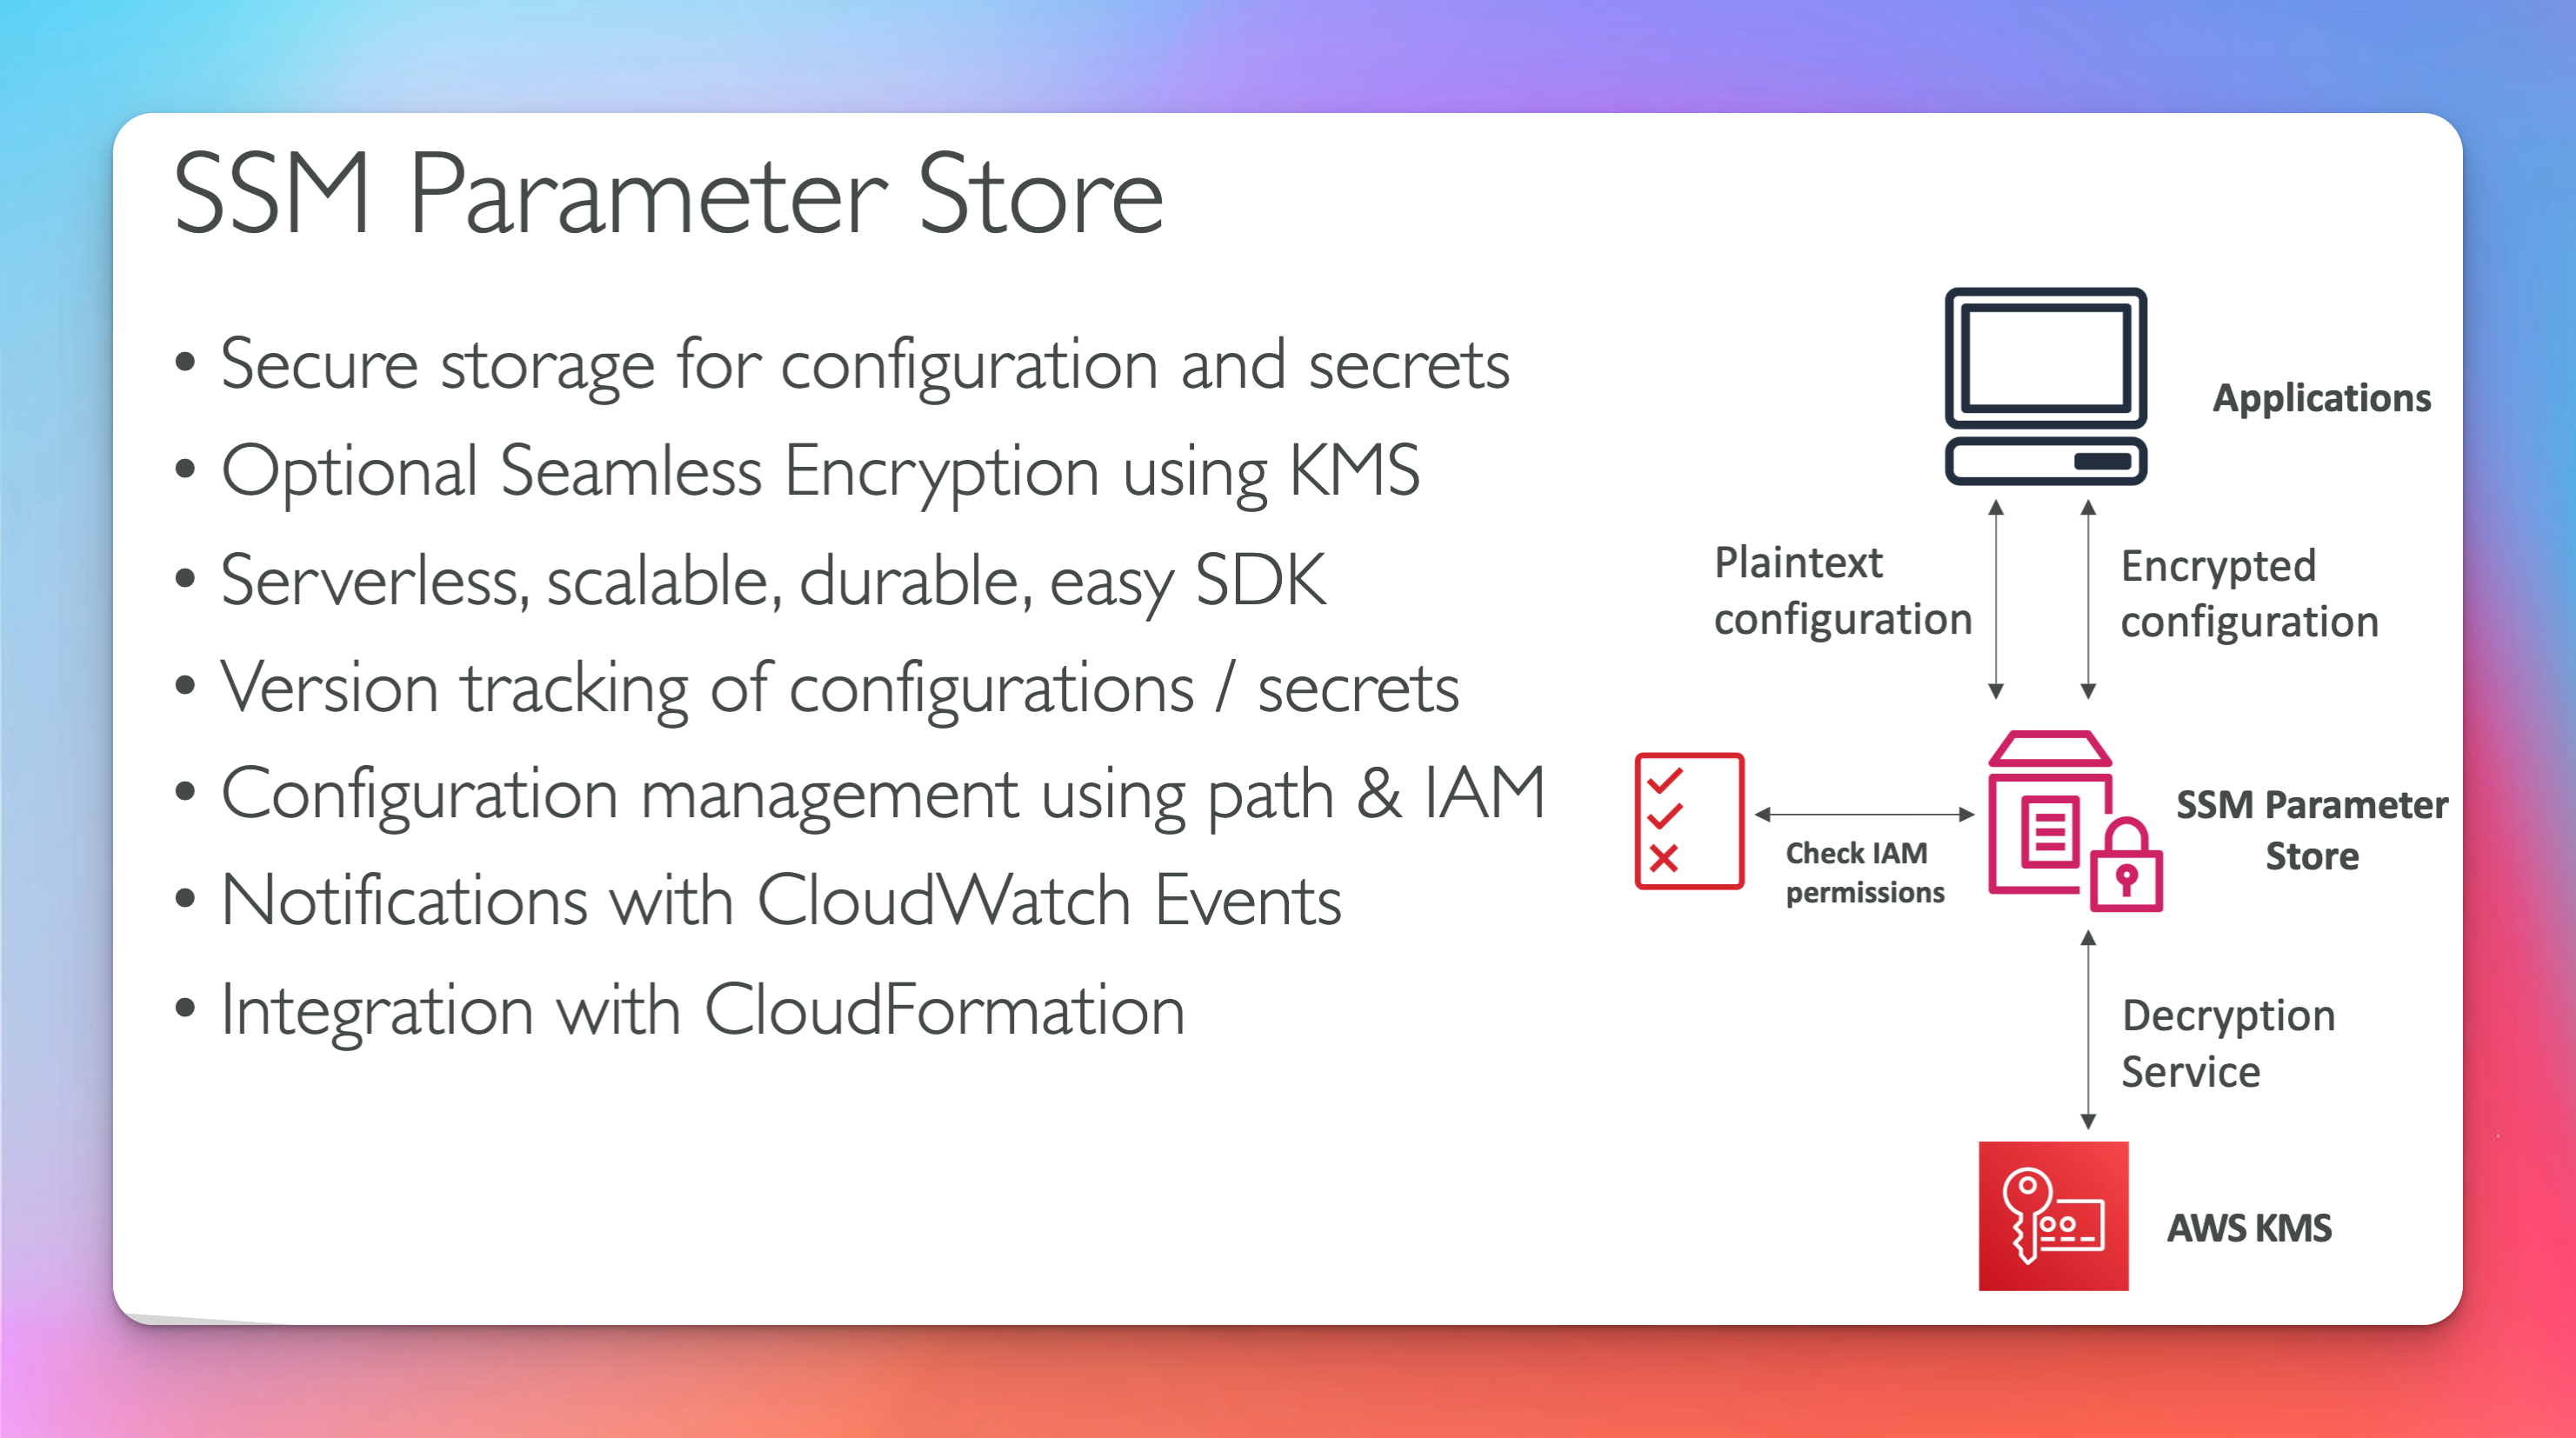 SSM Parameter Store
• Secure storage for configuration and secrets
• Optional Seamless Encryption using KMS
• Serverless, scalable, durable, easy SDK
• Version tracking of configurations / secrets
• Configuration management using path & IAM
• Notifications with CloudWatch Events
• Integration with CloudFormation
Applications
Plaintext
configuration
Encrypted
configuration
Check IAM
permissions
SSM Parameter
Store
Decryption
Service
AWS KMS